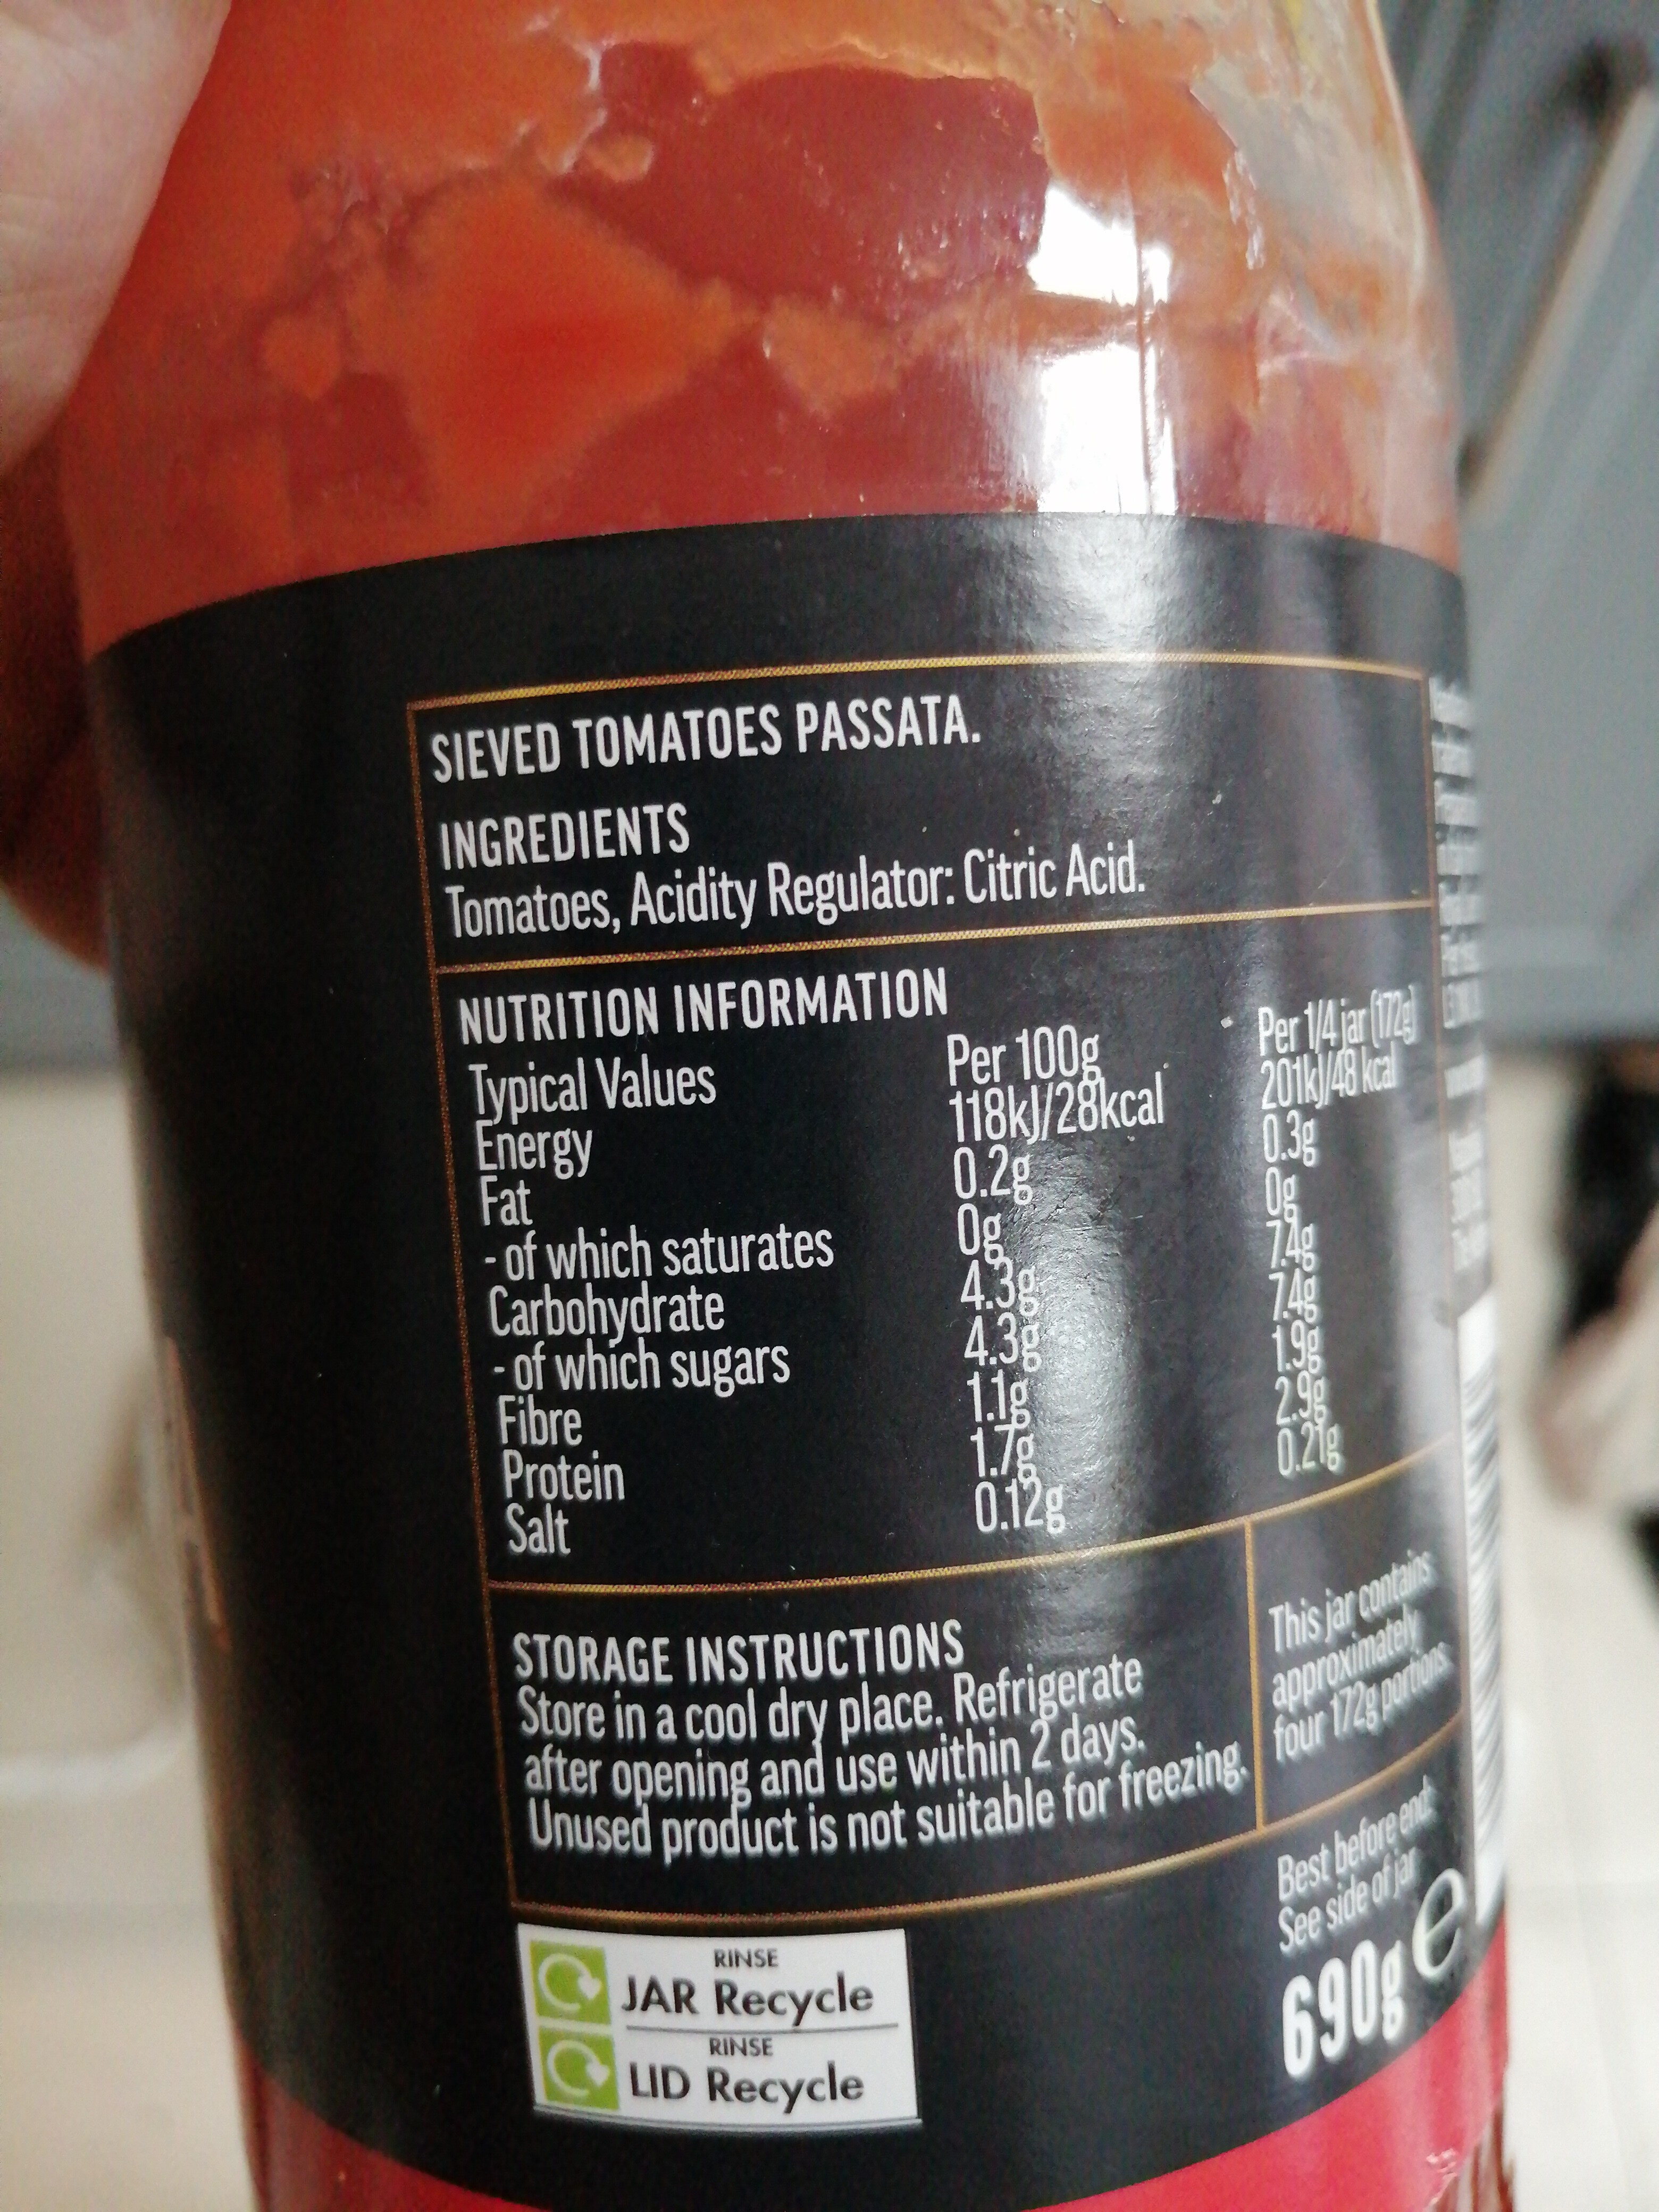 SIEVED TOMATOES PASSATA.
INGREDIENTS
Tomatoes, Acidity Regulator: Citric Acid.
NUTRITION INFORMATION
Typical Values Per 100g Per 1/4 jar (172g)
Energy 118kJ/28kcal 201kJ/48 kcal
Fat 0.2g 0.3g
- of which saturates 0g 0g
Carbohydrate 4.3g 7.4g
- of which sugars 4.3g 7.4g
Fibre 1.1g 1.9g
Protein 1.7g 2.9g
Salt 0.12g 0.21g
STORAGE INSTRUCTIONS
Store in a cool dry place. Refrigerate
after opening and use within 2 days.
Unused product is not suitable for freezing.
This jar contains
approximately
four 172g portions.
Best before end:
See side of jar
690g e
RINSE
JAR Recycle
RINSE
LID Recycle